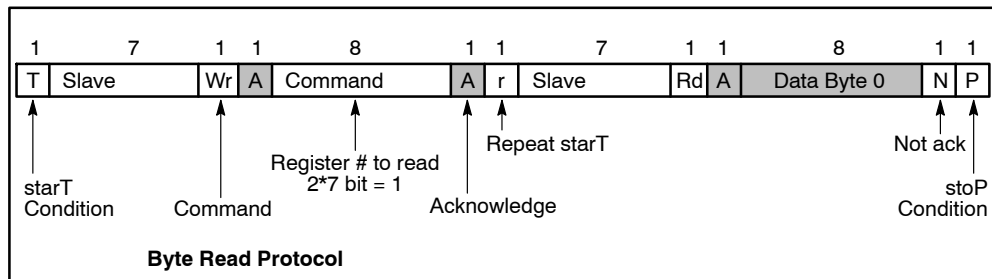 1 7 1 1 8 1 1 7 1 1 8 1 1
T Slave Wr A Command A r Slave Rd A Data Byte 0 N P
Register # to read
2*7 bit = 1
Repeat starT
Not ack
starT
Condition
Command
Acknowledge
stoP
Condition
Byte Read Protocol